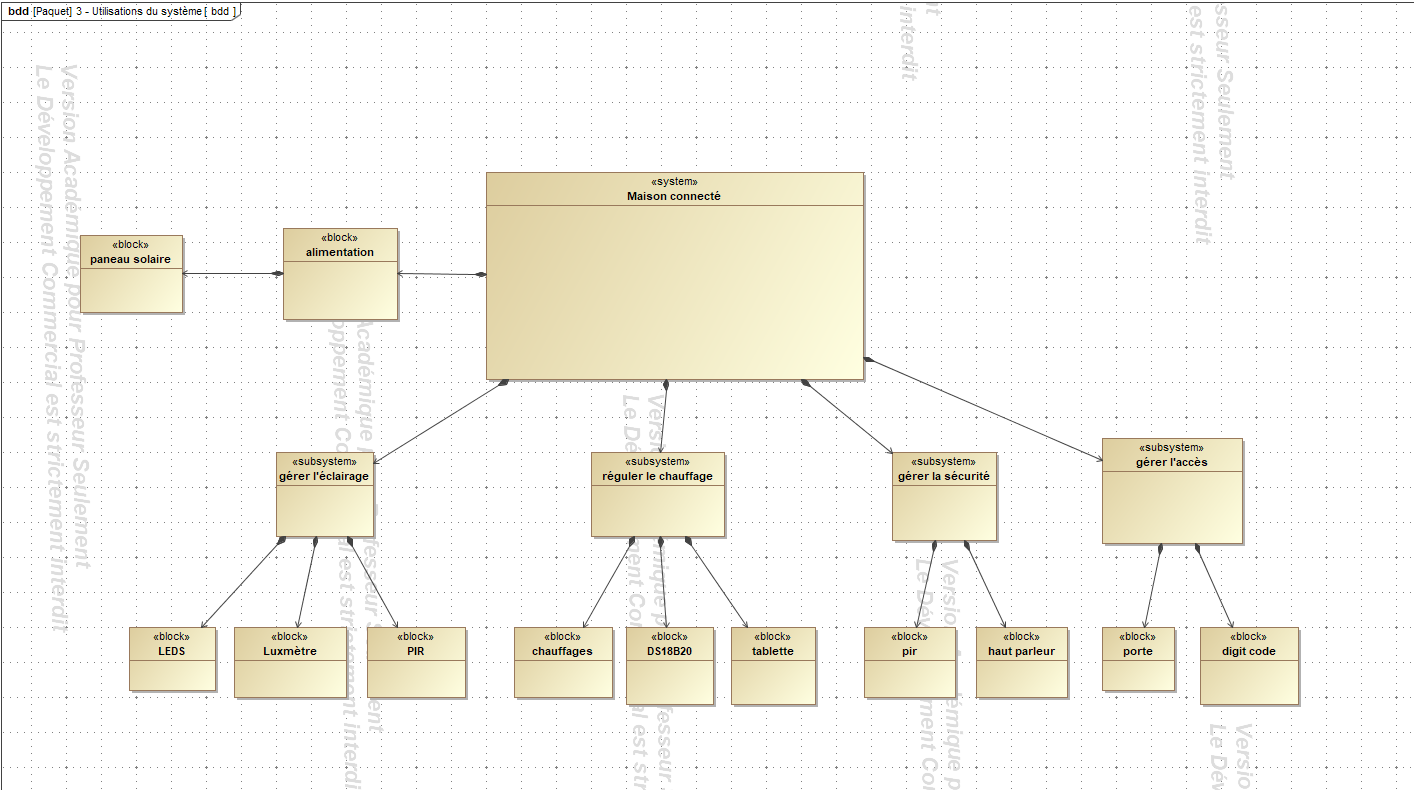 bdd [Paquet] 3 - Utilisations du système [ bdd ]
«system»
Maison connecté
«block»
alimentation
«block»
paneau solaire
«subsystem»
gérer l'éclairage
«subsystem»
réguler le chauffage
«subsystem»
gérer la sécurité
«subsystem»
gérer l'accès
«block»
LEDS
«block»
Luxmètre
«block»
PIR
«block»
chauffages
«block»
DS18B20
«block»
tablette
«block»
pir
«block»
haut parleur
«block»
porte
«block»
digit code
Version Académique pour Professeur Seulement
Le Développement Commercial est strictement interdit